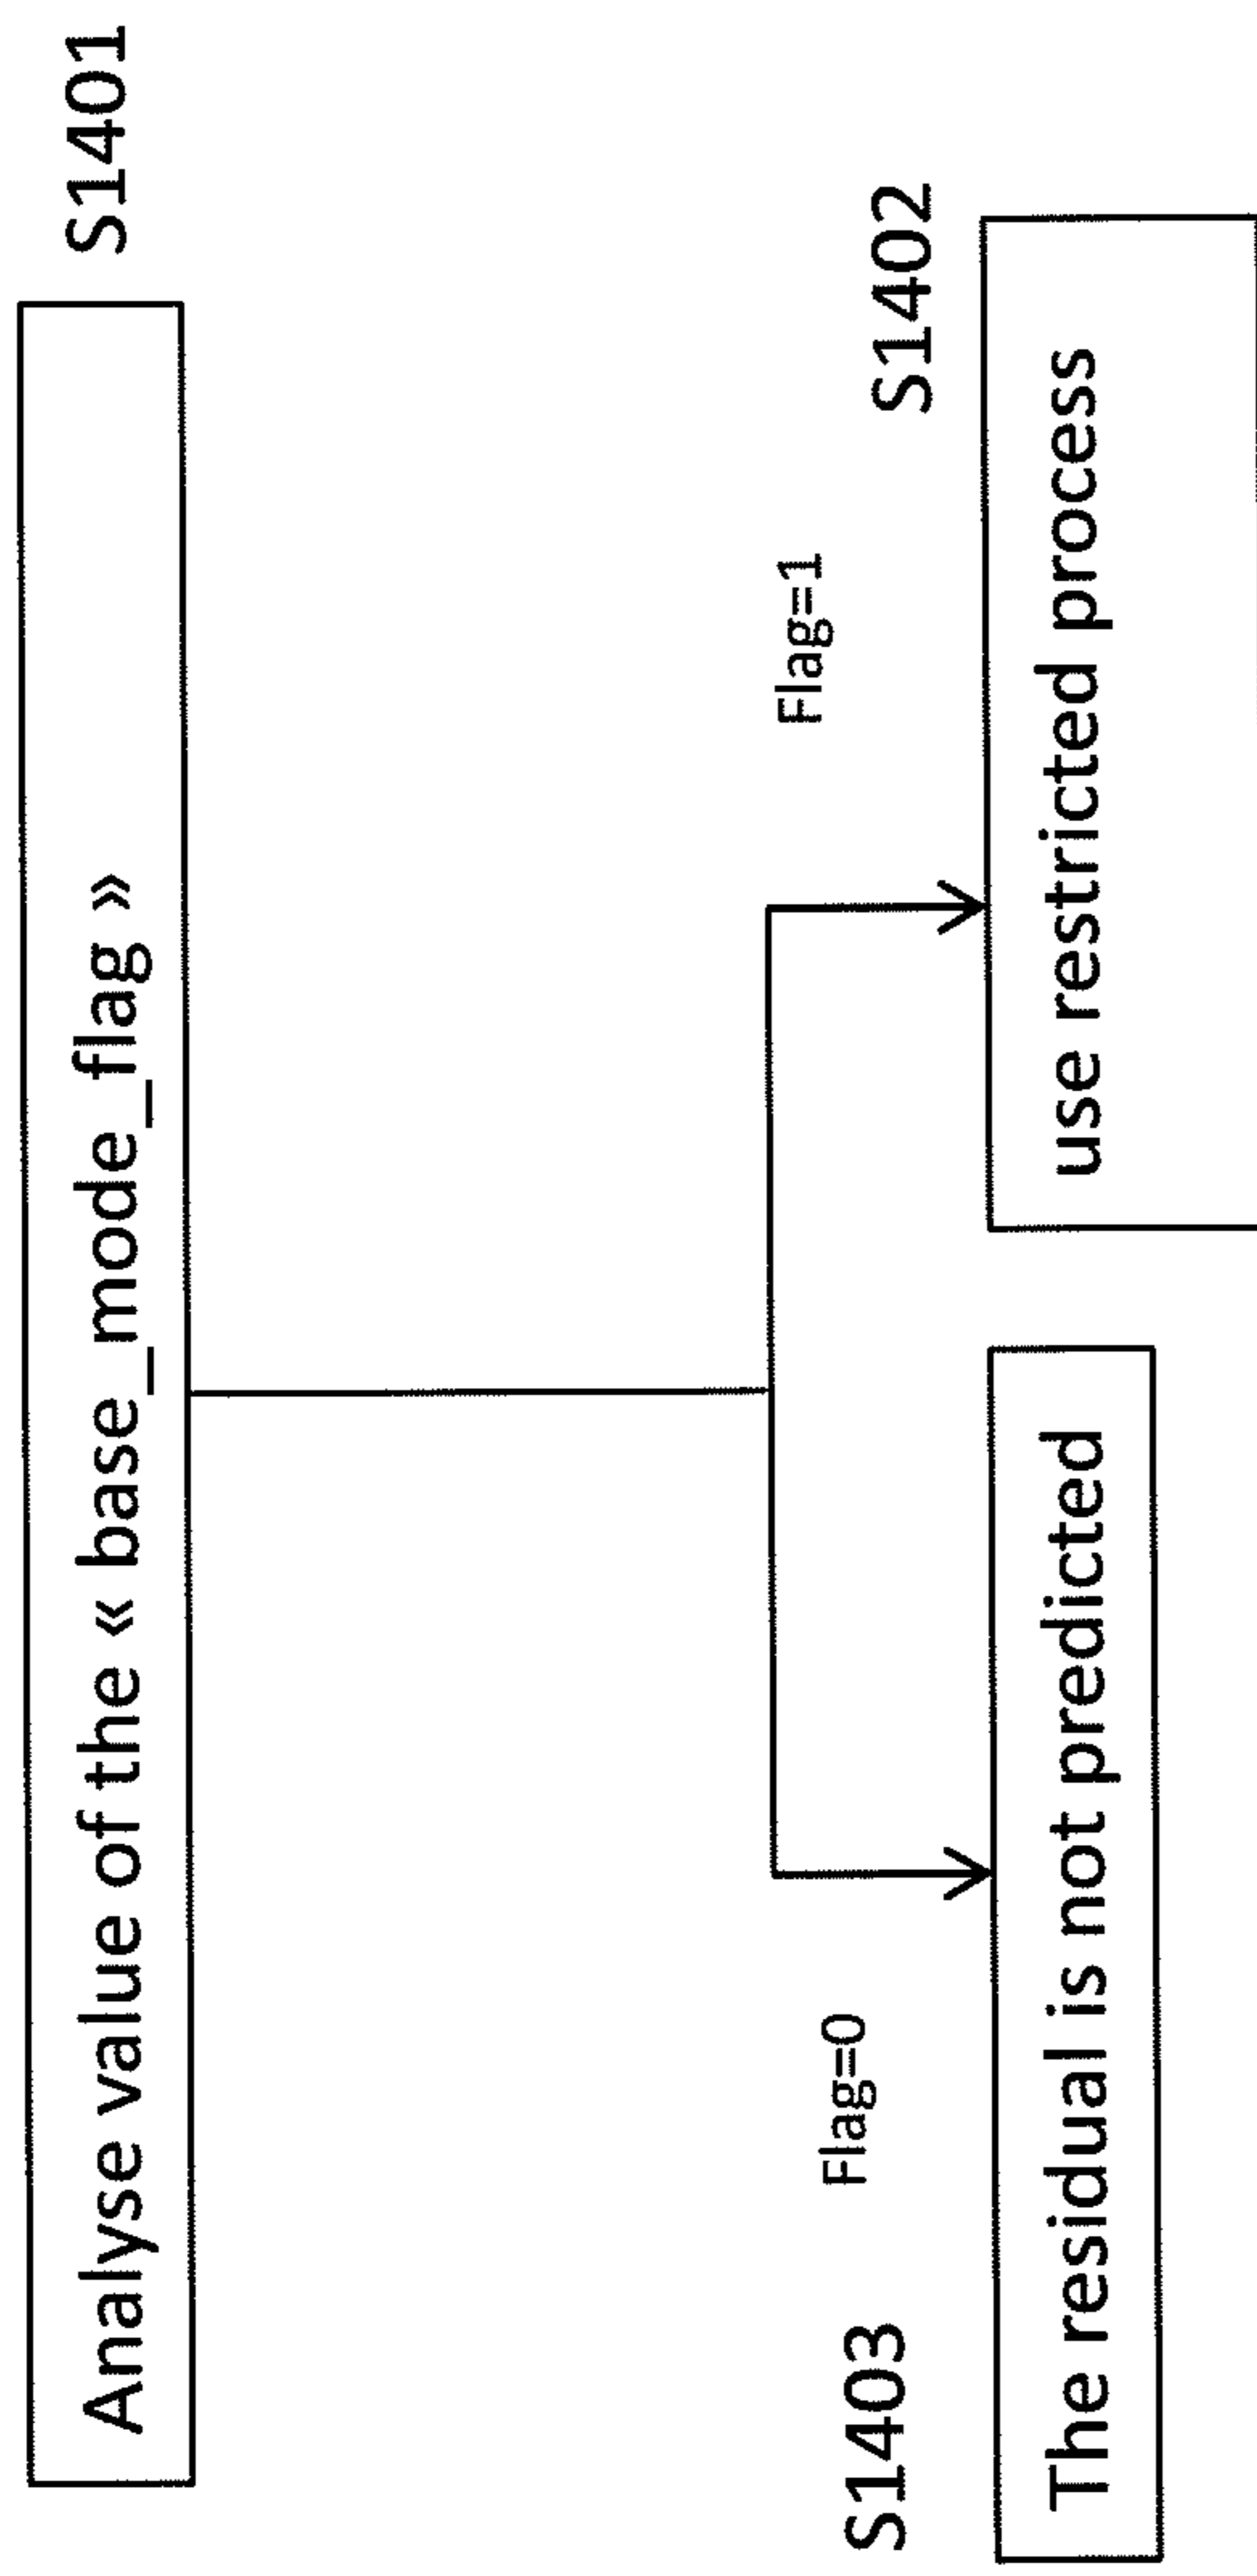 Analyse value of the « base_mode_flag »
S1401
Flag=0
Flag=1
S1403
S1402
The residual is not predicted
use restricted process